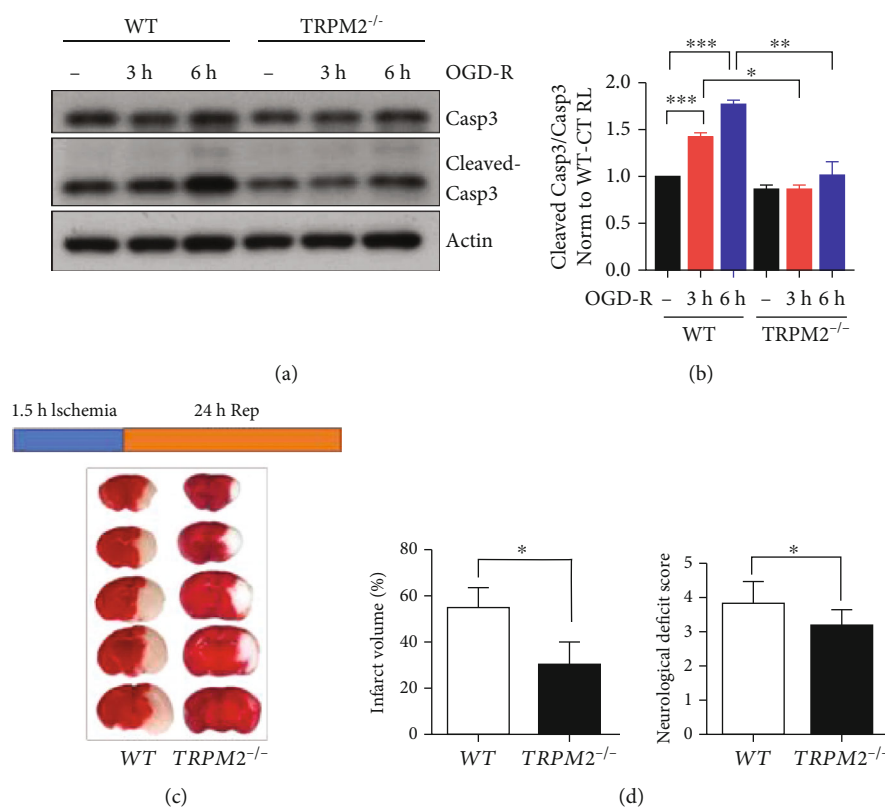 WT TRPM2⁻/⁻
– 3 h 6 h – 3 h 6 h OGD-R
Casp3
Cleaved-
Casp3
Actin
(a)
Cleaved Casp3/Casp3
Norm to WT-CT RL
2.0
1.5
1.0
0.5
0.0
*** **
*
***
OGD-R – 3 h 6 h – 3 h 6 h
WT TRPM2⁻/⁻
(b)
1.5 h Ischemia 24 h Rep
WT TRPM2⁻/⁻
(c)
Infarct volume (%)
80
60
40
20
0
*
WT TRPM2⁻/⁻
Neurological deficit score
5
4
3
2
1
0
*
WT TRPM2⁻/⁻
(d)